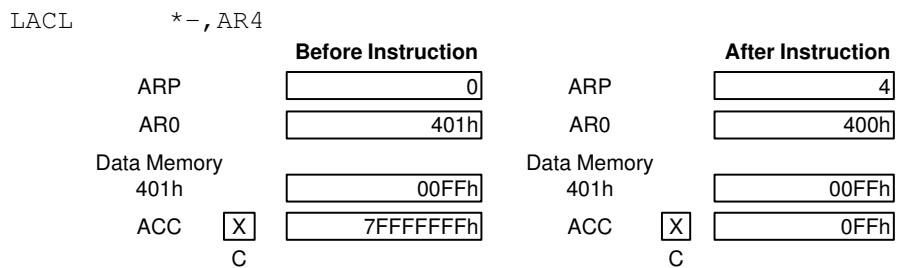 LACL *–,AR4
Before Instruction After Instruction
ARP 0 ARP 4
AR0 401h AR0 400h
Data Memory Data Memory
401h 00FFh 401h 00FFh
ACC X 7FFFFFFFh ACC X 0FFh
C C